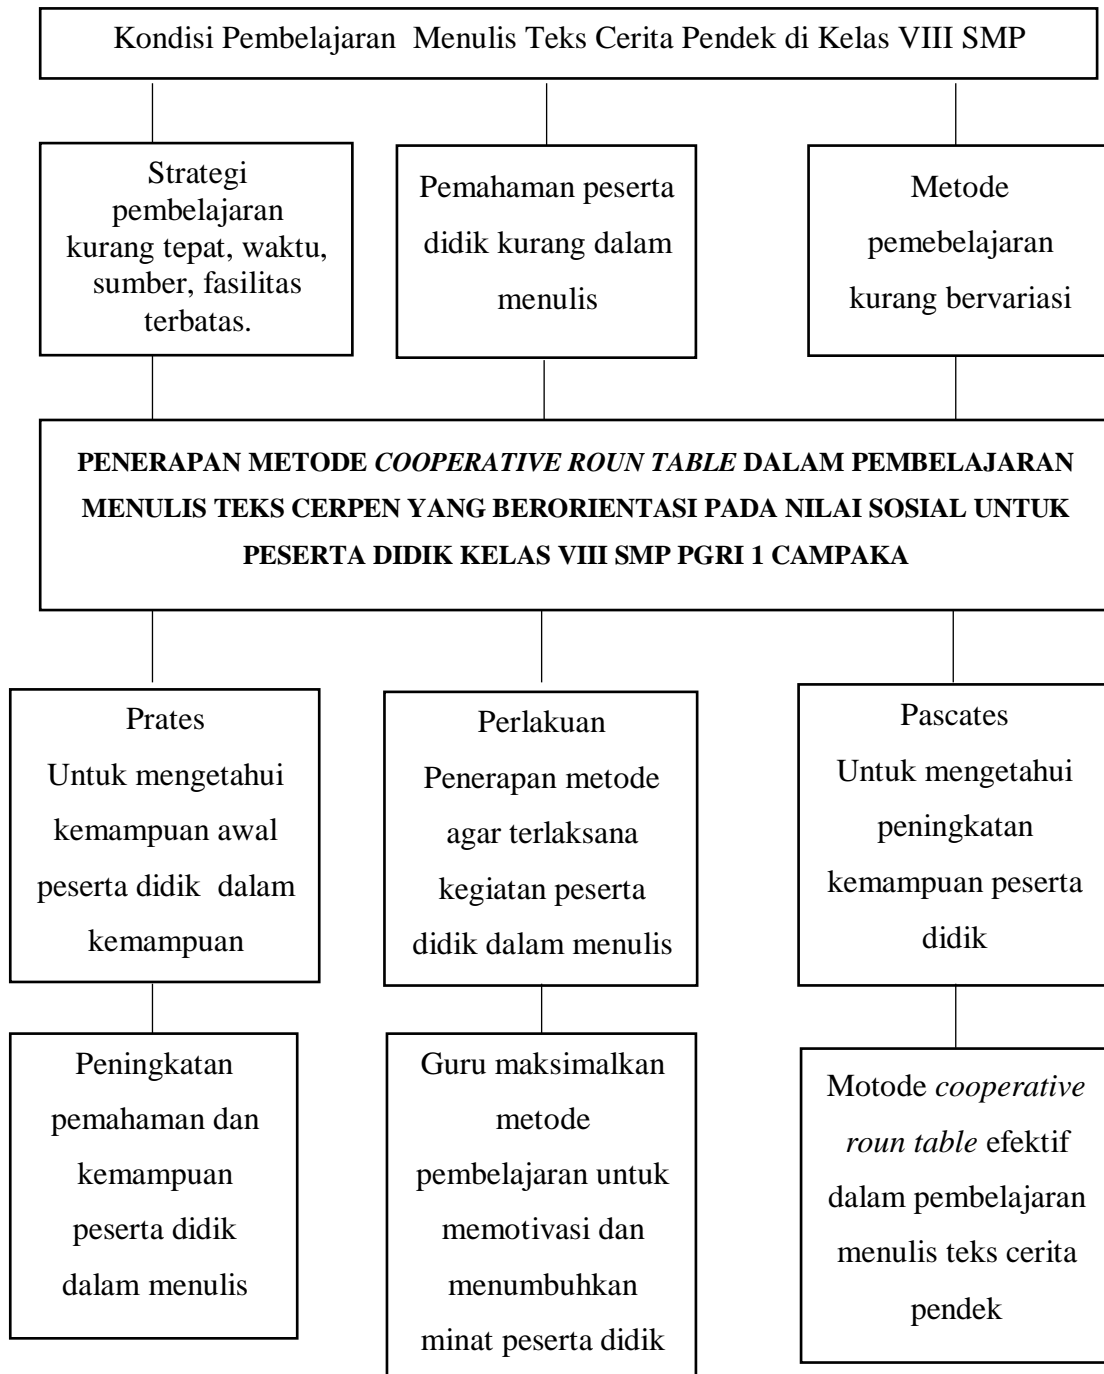 Kondisi Pembelajaran Menulis Teks Cerita Pendek di Kelas VIII SMP
Strategi
pembelajaran
kurang tepat, waktu,
sumber, fasilitas
terbatas.
Pemahaman peserta
didik kurang dalam
menulis
Metode
pemebelajaran
kurang bervariasi
PENERAPAN METODE COOPERATIVE ROUN TABLE DALAM PEMBELAJARAN
MENULIS TEKS CERPEN YANG BERORIENTASI PADA NILAI SOSIAL UNTUK
PESERTA DIDIK KELAS VIII SMP PGRI 1 CAMPAKA
Prates
Untuk mengetahui
kemampuan awal
peserta didik dalam
kemampuan
Perlakuan
Penerapan metode
agar terlaksana
kegiatan peserta
didik dalam menulis
Pascates
Untuk mengetahui
peningkatan
kemampuan peserta
didik
Peningkatan
pemahaman dan
kemampuan
peserta didik
dalam menulis
Guru maksimalkan
metode
pembelajaran untuk
memotivasi dan
menumbuhkan
minat peserta didik
Motode cooperative
roun table efektif
dalam pembelajaran
menulis teks cerita
pendek